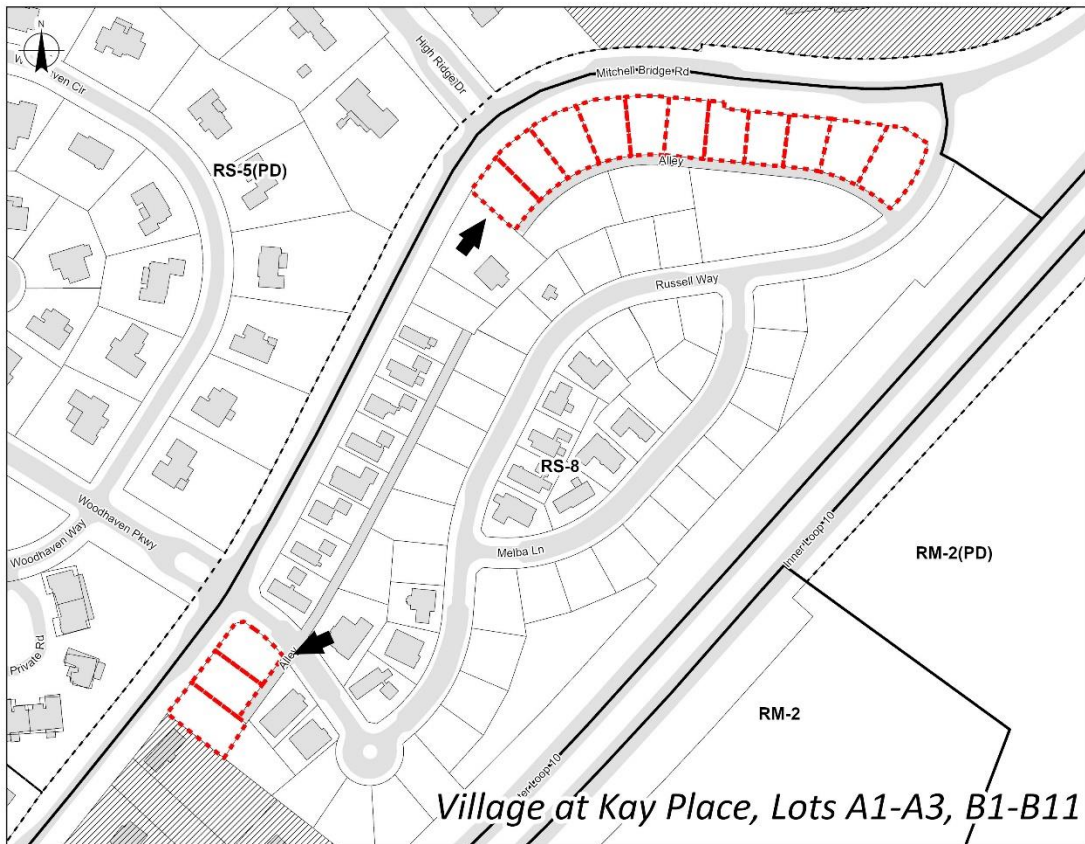 N
High Ridge Dr
Mitchell Bridge Rd
RS-5(PD)
Alley
Russell Way
RS-8
Woodhaven Pkwy
Woodhaven Way
Melba Ln
Inner Loop 10
RM-2(PD)
Private Rd
Alley
RM-2
Loop 10
Village at Kay Place, Lots A1-A3, B1-B11